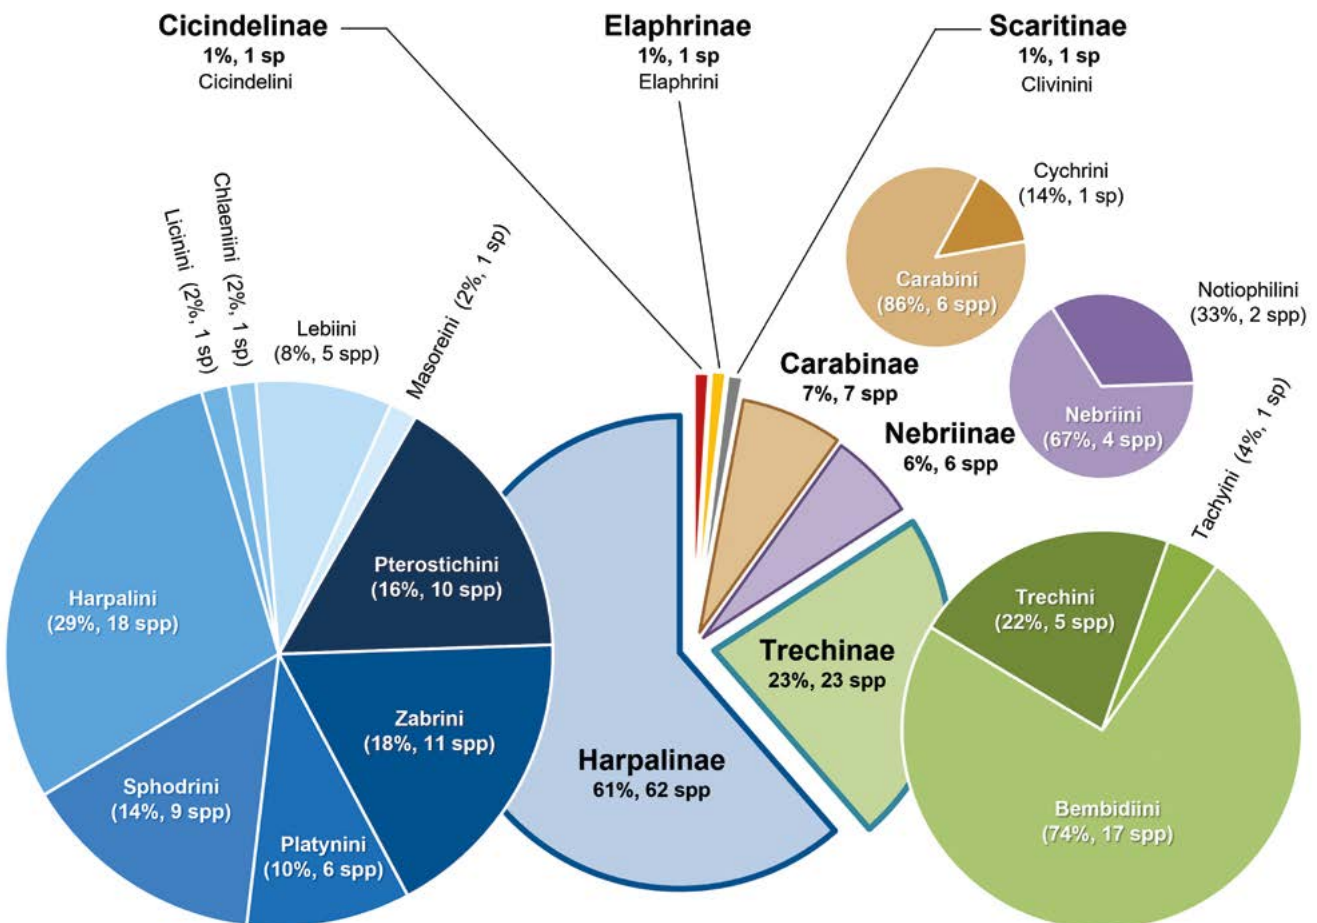 Cicindelinae
1%, 1 sp
Cicindelini
Elaphrinae
1%, 1 sp
Elaphrini
Scaritinae
1%, 1 sp
Clivinini
Cychrini
(14%, 1 sp)
Carabini
(86%, 6 spp)
Carabinae
7%, 7 spp
Notiophilini
(33%, 2 spp)
Nebriini
(67%, 4 spp)
Nebriinae
6%, 6 spp
Licinini (2%, 1 sp)
Chlaeniini (2%, 1 sp)
Lebiini
(8%, 5 spp)
Masoreini (2%, 1 sp)
Pterostichini
(16%, 10 spp)
Harpalini
(29%, 18 spp)
Zabrini
(18%, 11 spp)
Sphodrini
(14%, 9 spp)
Platynini
(10%, 6 spp)
Harpalinae
61%, 62 spp
Trechinae
23%, 23 spp
Tachyini (4%, 1 sp)
Trechini
(22%, 5 spp)
Bembidiini
(74%, 17 spp)